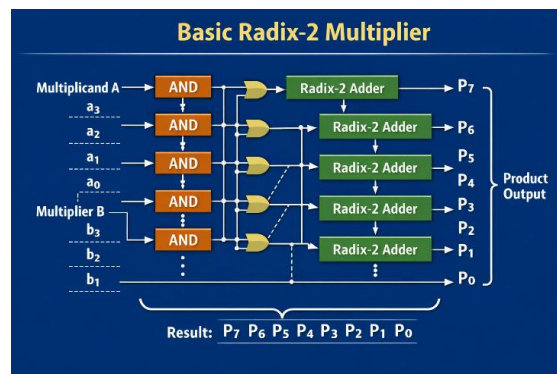 Basic Radix-2 Multiplier
Multiplicand A
AND
Radix-2 Adder
P7
a3
AND
Radix-2 Adder
P6
a2
a1
AND
Radix-2 Adder
P5
P4
a0
AND
Radix-2 Adder
P3
Multiplier B
P2
b3
AND
Radix-2 Adder
P1
b2
b1
P0
Product
Output
Result: P7 P6 P5 P4 P3 P2 P1 P0